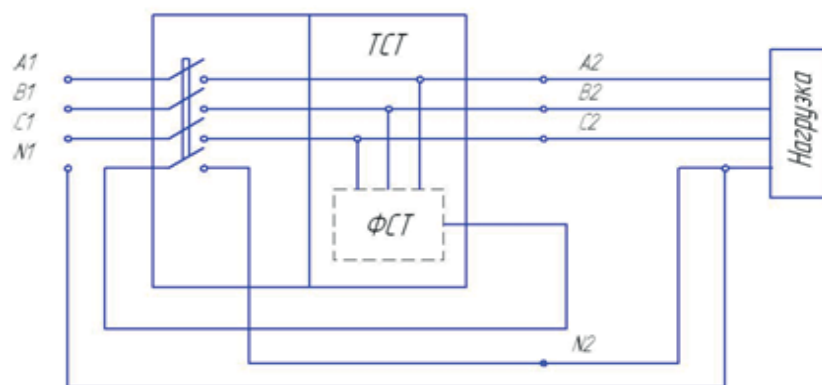 ТСТ
A1
A2
B1
B2
C1
C2
N1
Нагрузка
ФСТ
N2